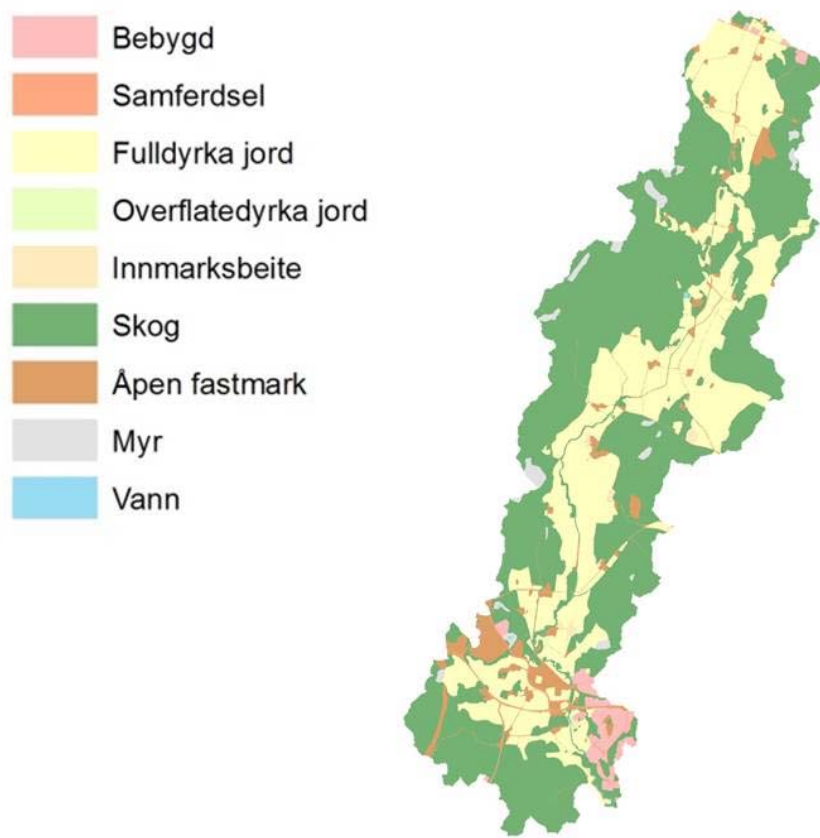 Bebygd
Samferdsel
Fulldyrka jord
Overflatedyrka jord
Innmarksbeite
Skog
Åpen fastmark
Myr
Vann